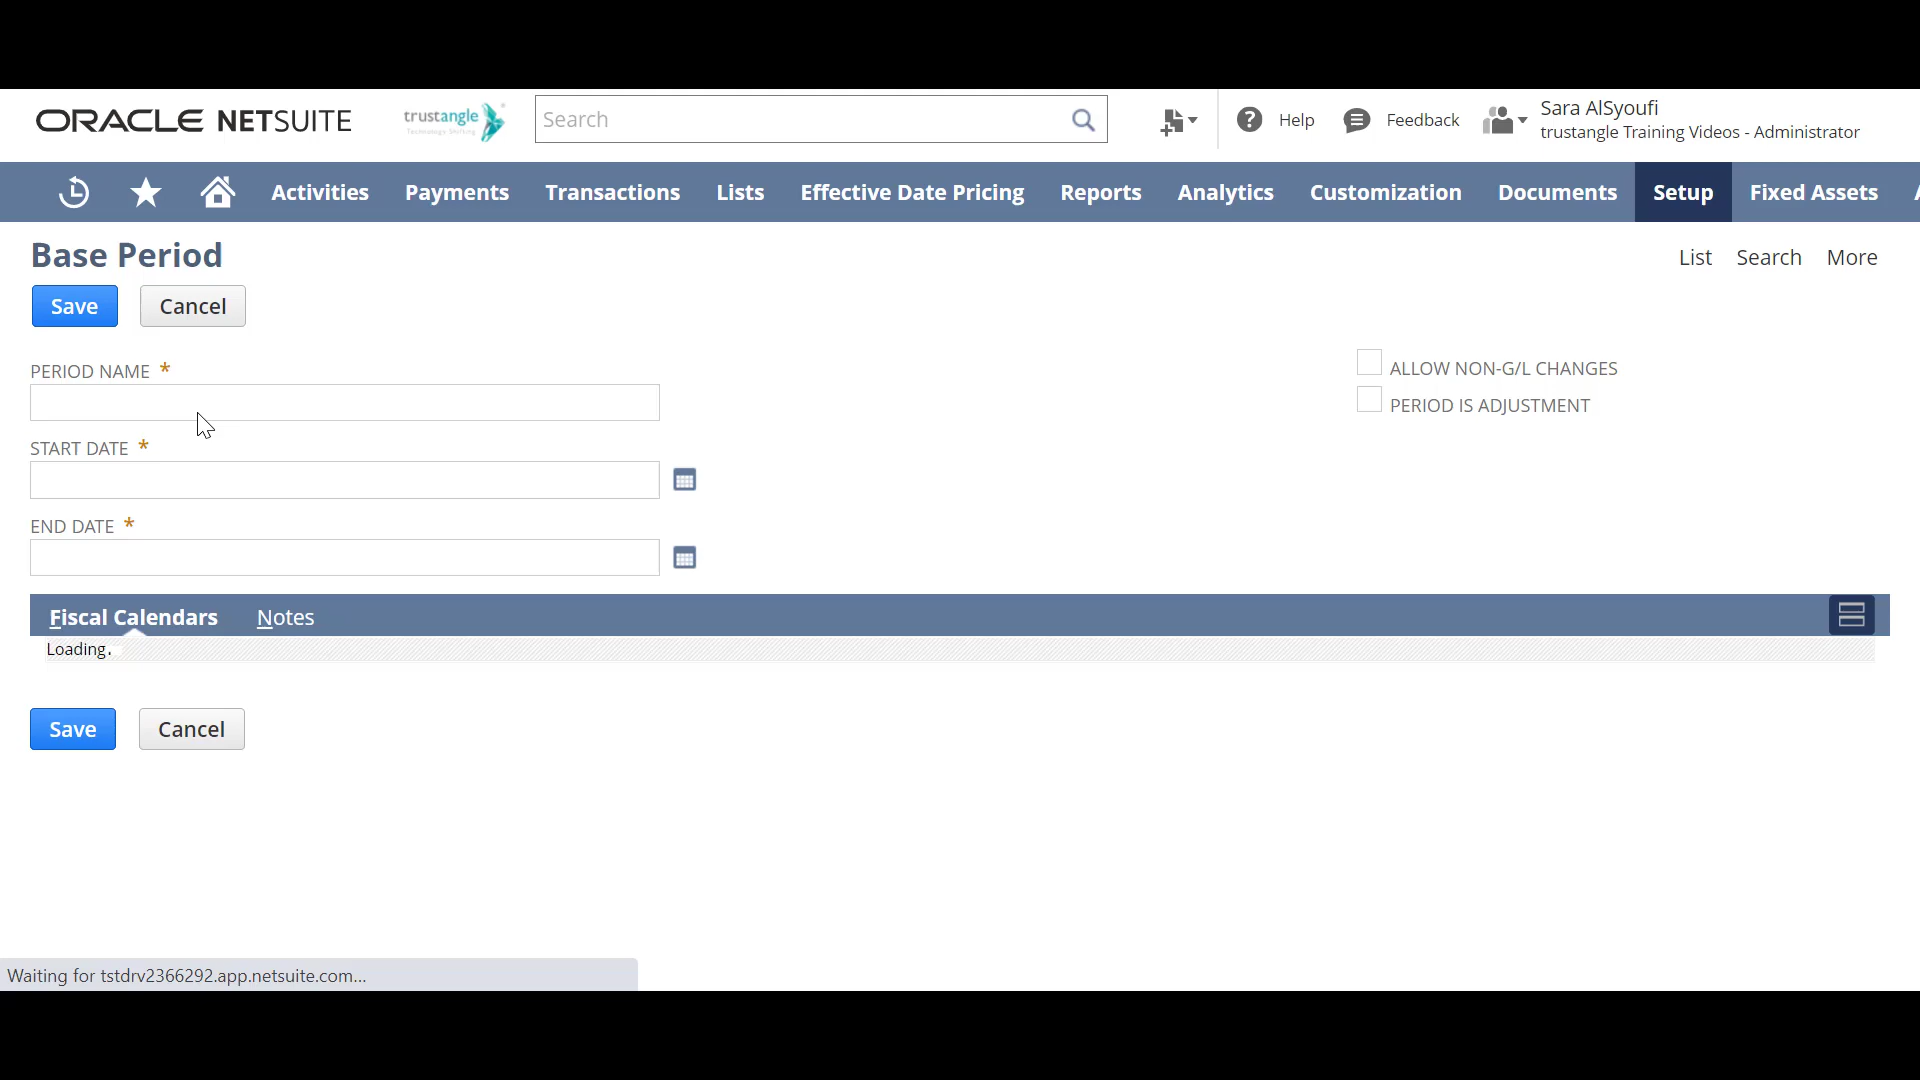 ORACLE NETSUITE
trustangle
Technology Shifting
Search
Help
Feedback
Sara AlSyoufi
trustangle Training Videos - Administrator
Activities Payments Transactions Lists Effective Date Pricing Reports Analytics Customization Documents Setup Fixed Assets
Base Period
List Search More
Save Cancel
PERIOD NAME *
ALLOW NON-G/L CHANGES
PERIOD IS ADJUSTMENT
START DATE *
END DATE *
Fiscal Calendars Notes
Loading.
Save Cancel
Waiting for tstdrv2366292.app.netsuite.com...